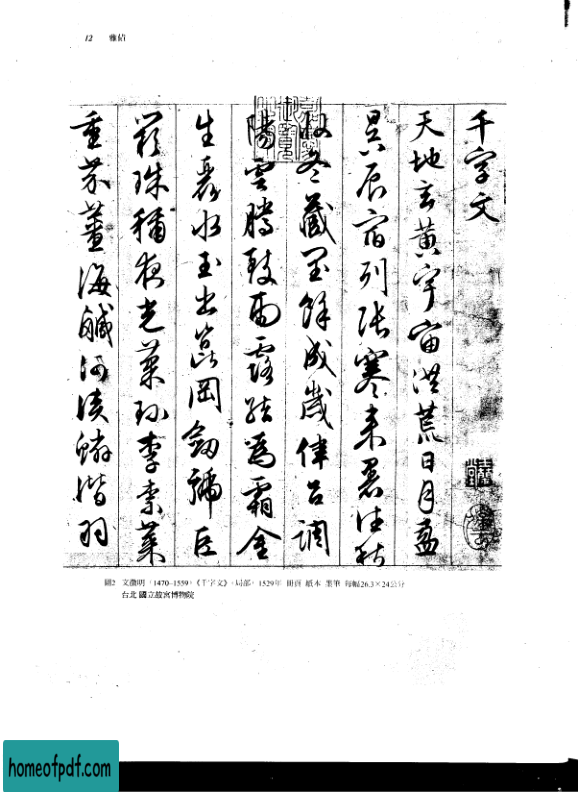 12 雅債
千字文
天地玄黃宇宙洪荒日月盈
昃辰宿列張寒來暑往秋
收冬藏閏餘成歲律呂調
陽雲騰致雨露結為霜金
生麗水玉出崑岡劍號巨
闕珠稱夜光菓珍李柰菜
重芥薑海鹹河淡鱗潛羽
圖2 文徵明(1470-1559),《千字文》,局部,1529年 冊頁 紙本 墨筆 每幅26.3×24公分
台北 國立故宮博物院
homeofpdf.com